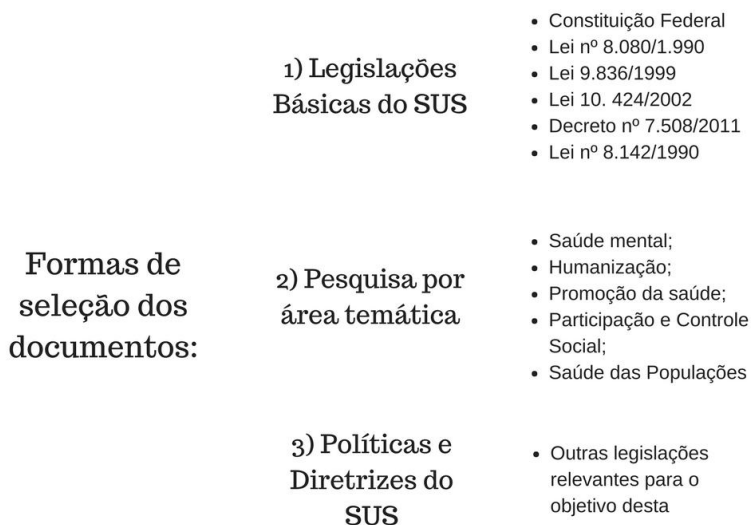 Formas de
seleção dos
documentos:
1) Legislações
Básicas do SUS
• Constituição Federal
• Lei nº 8.080/1.990
• Lei 9.836/1999
• Lei 10. 424/2002
• Decreto nº 7.508/2011
• Lei nº 8.142/1990
2) Pesquisa por
área temática
• Saúde mental;
• Humanização;
• Promoção da saúde;
• Participação e Controle
Social;
• Saúde das Populações
3) Políticas e
Diretrizes do
SUS
• Outras legislações
relevantes para o
objetivo desta